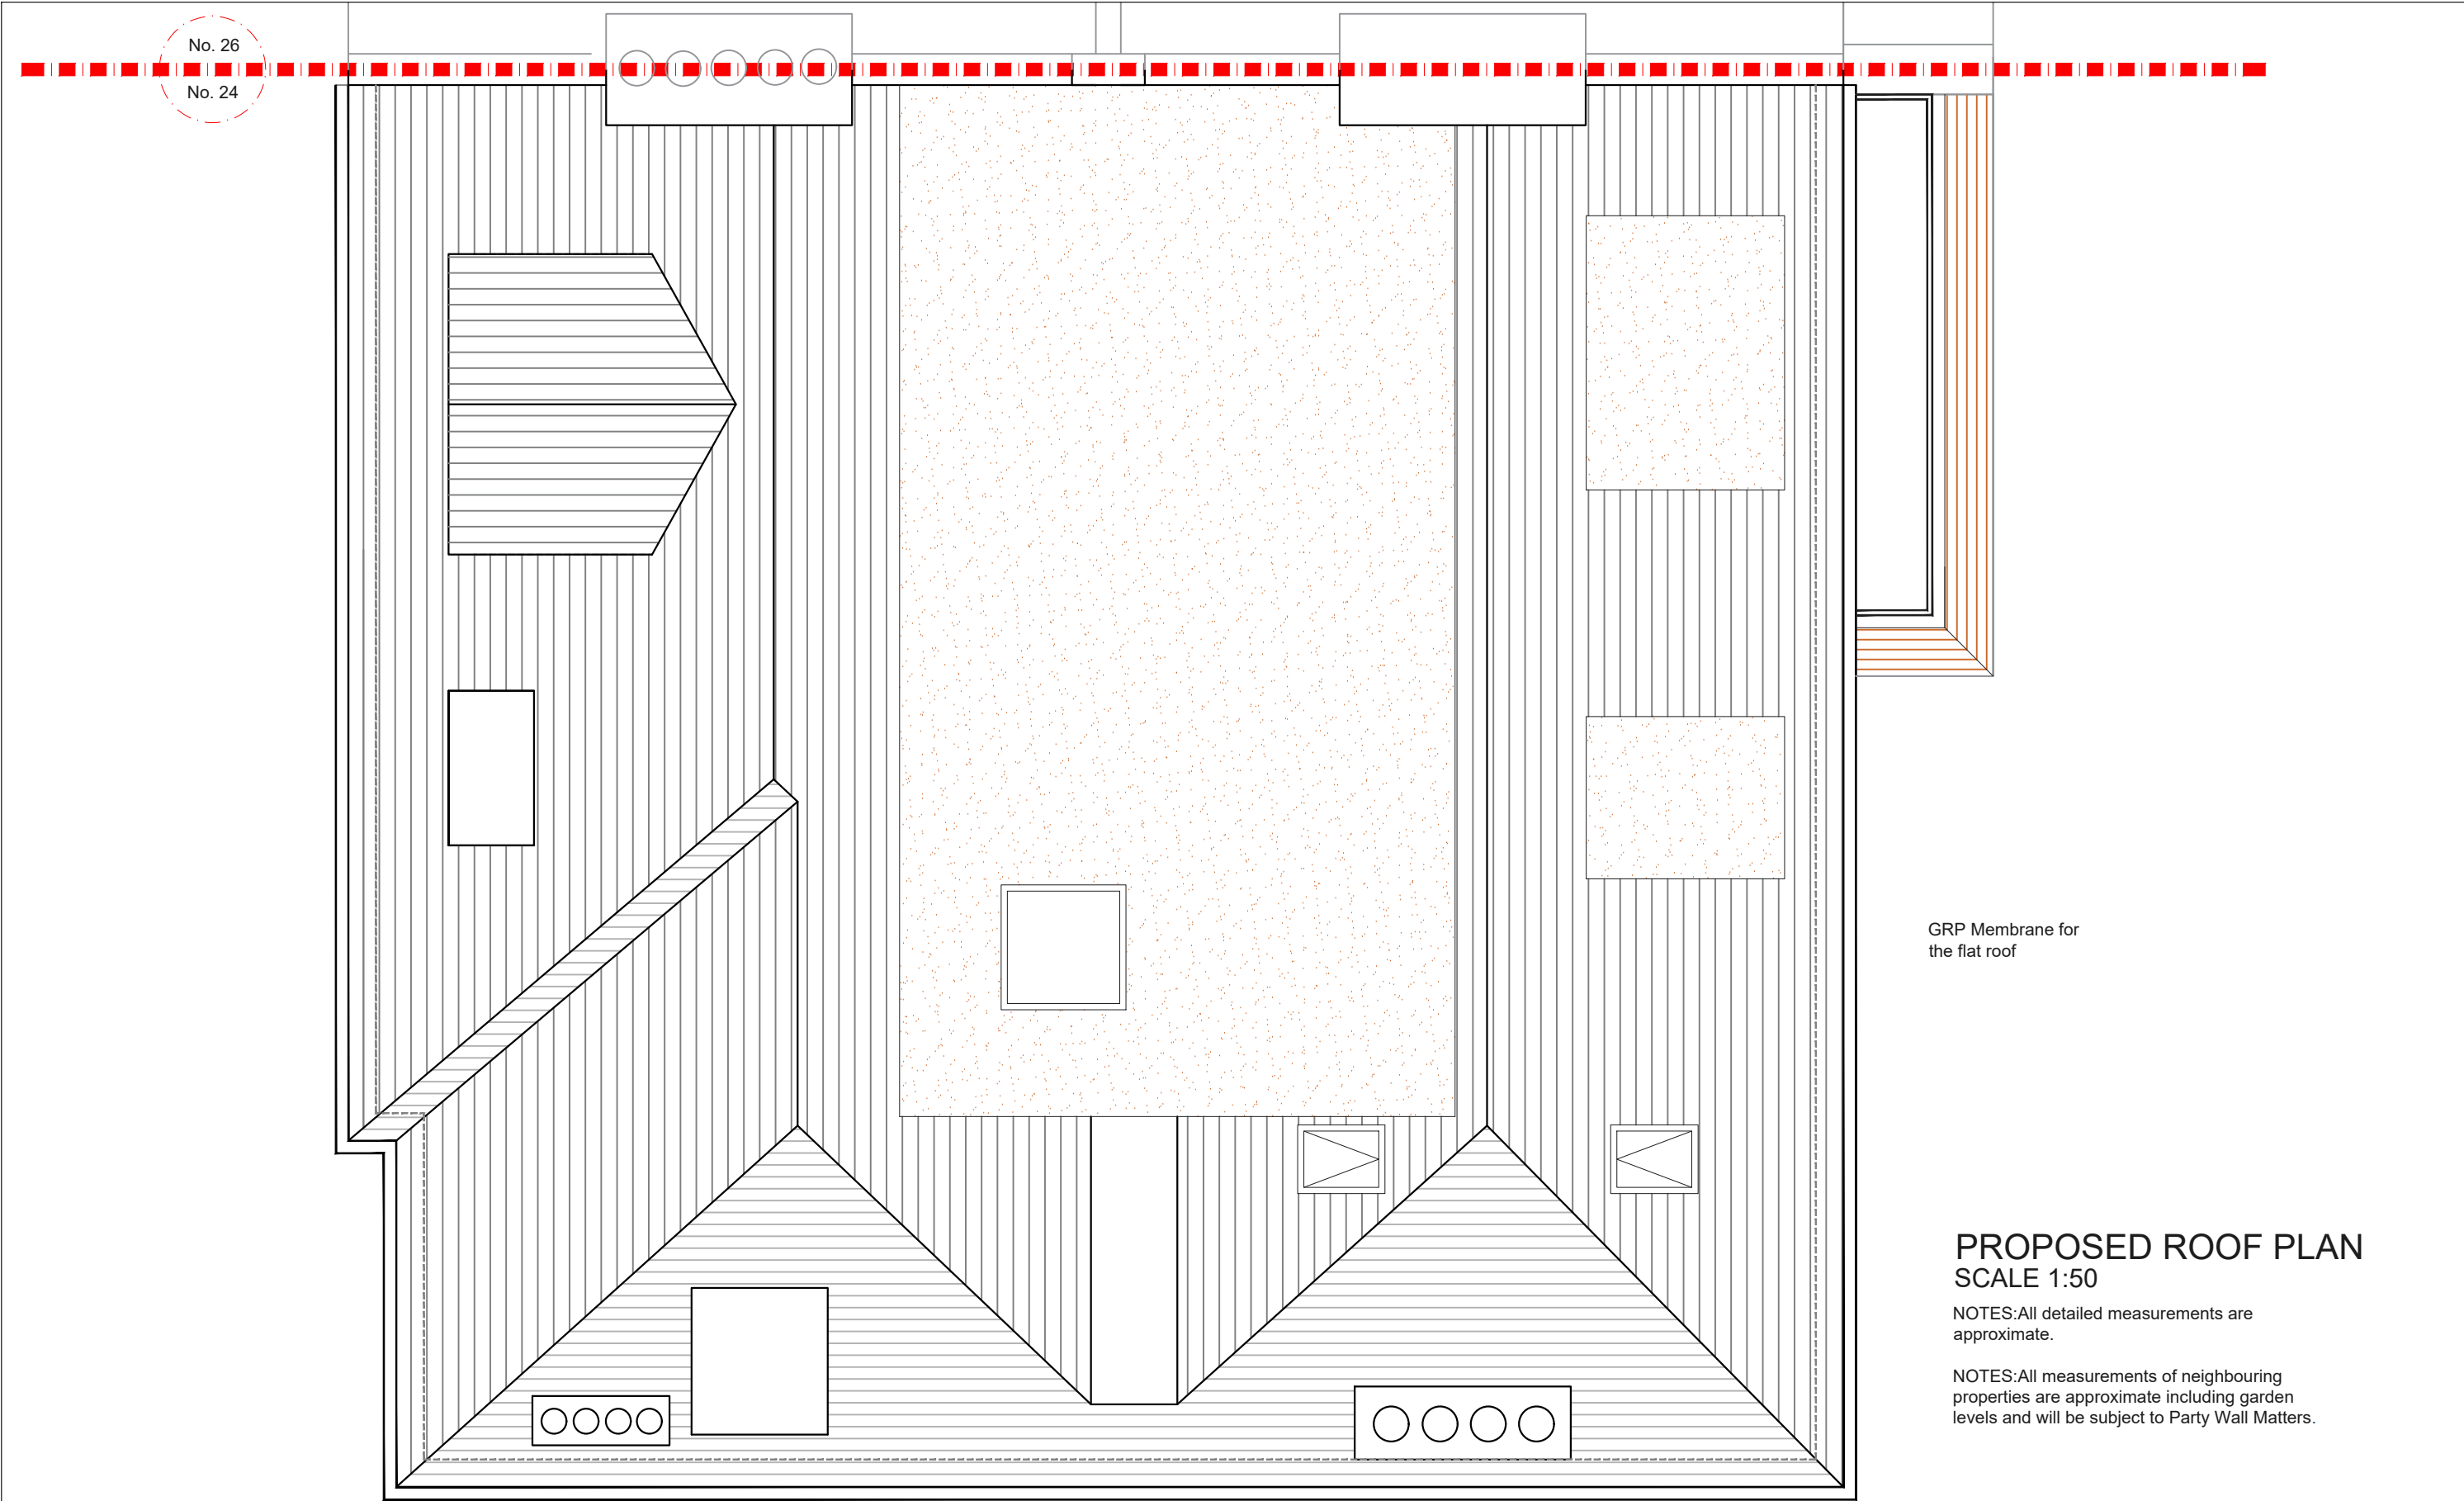 No. 26
No. 24
GRP Membrane for
the flat roof
PROPOSED ROOF PLAN
SCALE 1:50
NOTES:All detailed measurements are
approximate.
NOTES:All measurements of neighbouring
properties are approximate including garden
levels and will be subject to Party Wall Matters.